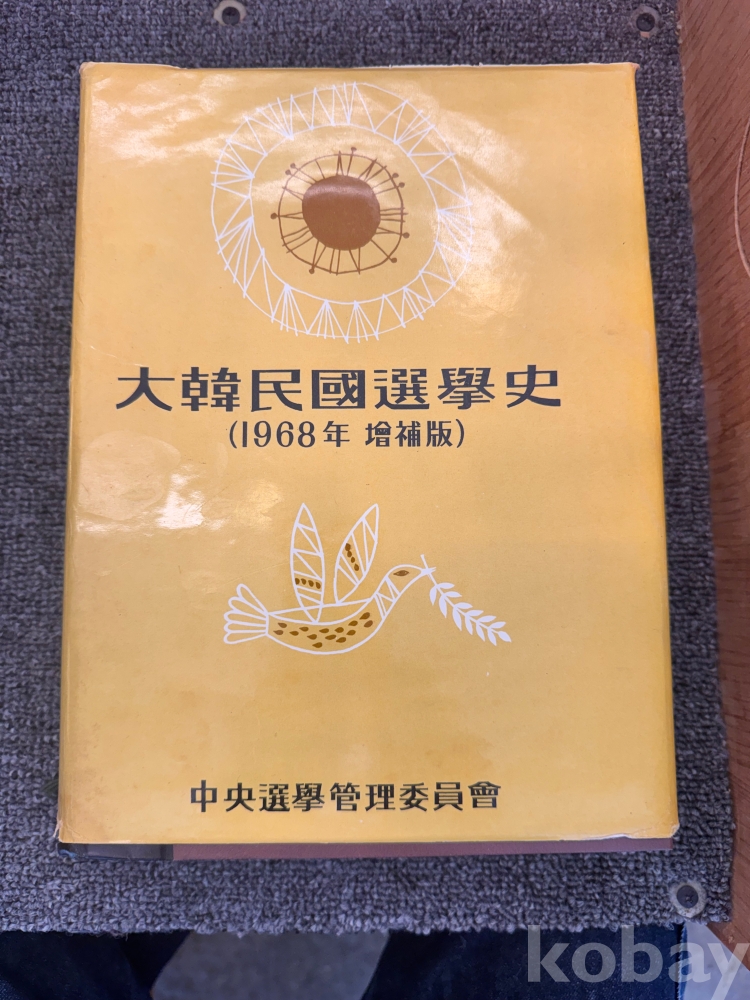 大韓民國選擧史
(1968年 增補版)
中央選擧管理委員會
kobay